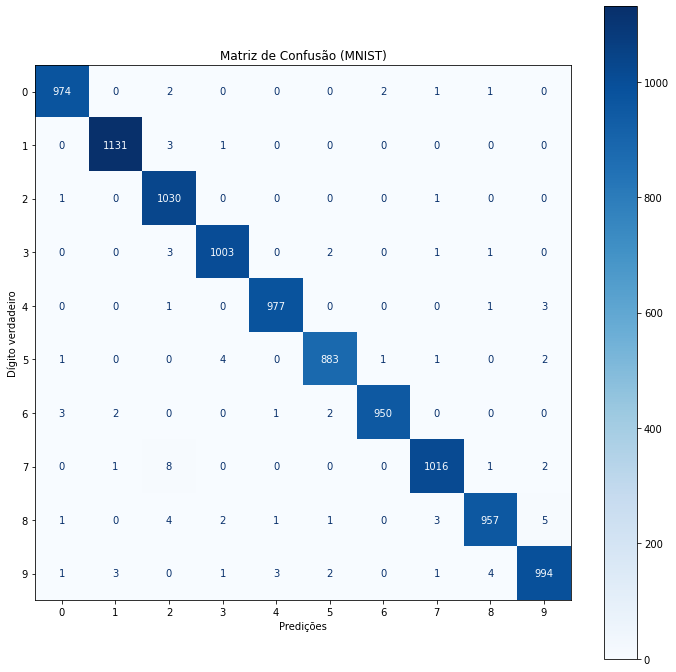 Matriz de Confusão (MNIST)
0 974 0 2 0 0 0 2 1 1 0
1 0 1131 3 1 0 0 0 0 0 0
2 1 0 1030 0 0 0 0 1 0 0
3 0 0 3 1003 0 2 0 1 1 0
4 0 0 1 0 977 0 0 0 1 3
5 1 0 0 4 0 883 1 1 0 2
6 3 2 0 0 1 2 950 0 0 0
7 0 1 8 0 0 0 0 1016 1 2
8 1 0 4 2 1 1 0 3 957 5
9 1 3 0 1 3 2 0 1 4 994
0 1 2 3 4 5 6 7 8 9
Predições
Dígito verdadeiro
1000
800
600
400
200
0